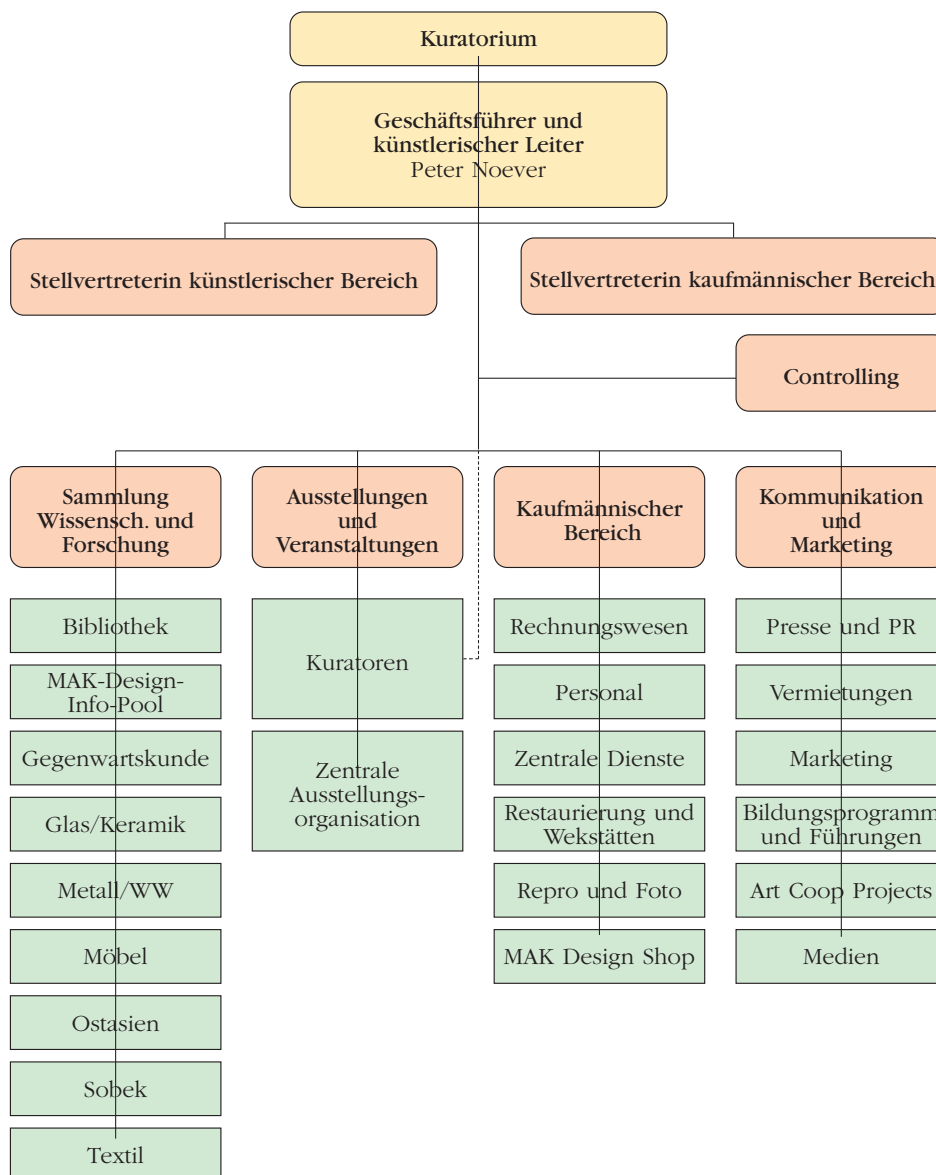 Kuratorium
Geschäftsführer und
künstlerischer Leiter
Peter Noever
Stellvertreterin künstlerischer Bereich
Stellvertreterin kaufmännischer Bereich
Controlling
Sammlung
Wissensch. und
Forschung
Bibliothek
MAK-Design-
Info-Pool
Gegenwartskunde
Glas/Keramik
Metall/WW
Möbel
Ostasien
Sobek
Textil
Ausstellungen
und
Veranstaltungen
Kuratoren
Zentrale
Ausstellungs-
organisation
Kaufmännischer
Bereich
Rechnungswesen
Personal
Zentrale Dienste
Restaurierung und
Wekstätten
Repro und Foto
MAK Design Shop
Kommunikation
und
Marketing
Presse und PR
Vermietungen
Marketing
Bildungsprogramm
und Führungen
Art Coop Projects
Medien